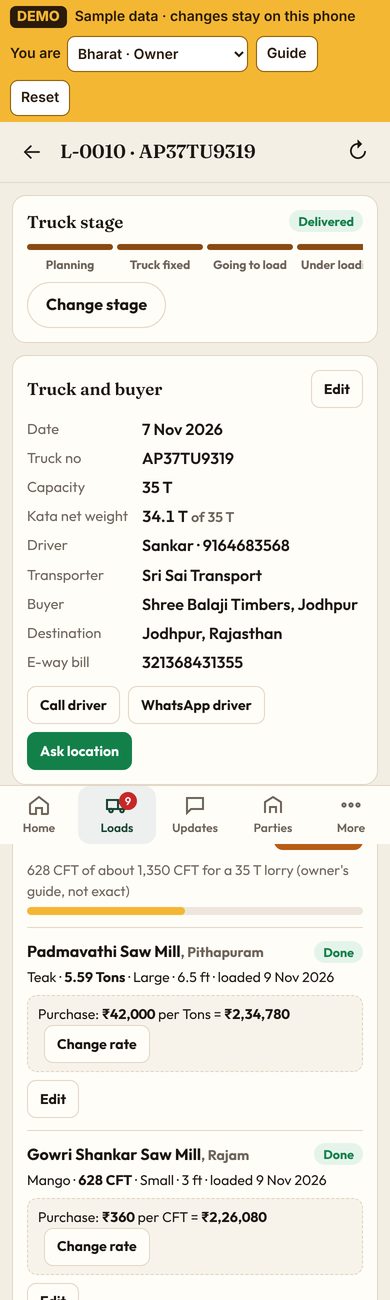 DEMO Sample data · changes stay on this phone
You are Bharat · Owner Guide
Reset
L-0010 · AP37TU9319
Truck stage Delivered
Planning Truck fixed Going to load Under load
Change stage
Truck and buyer Edit
Date 7 Nov 2026
Truck no AP37TU9319
Capacity 35 T
Kata net weight 34.1 T of 35 T
Driver Sankar · 9164683568
Transporter Sri Sai Transport
Buyer Shree Balaji Timbers, Jodhpur
Destination Jodhpur, Rajasthan
E-way bill 321368431355
Call driver WhatsApp driver
Ask location
9
Home Loads Updates Parties More
628 CFT of about 1,350 CFT for a 35 T lorry (owner's
guide, not exact)
Padmavathi Saw Mill, Pithapuram Done
Teak · 5.59 Tons · Large · 6.5 ft · loaded 9 Nov 2026
Purchase: ₹42,000 per Tons = ₹2,34,780
Change rate
Edit
Gowri Shankar Saw Mill, Rajam Done
Mango · 628 CFT · Small · 3 ft · loaded 9 Nov 2026
Purchase: ₹360 per CFT = ₹2,26,080
Change rate
Edit